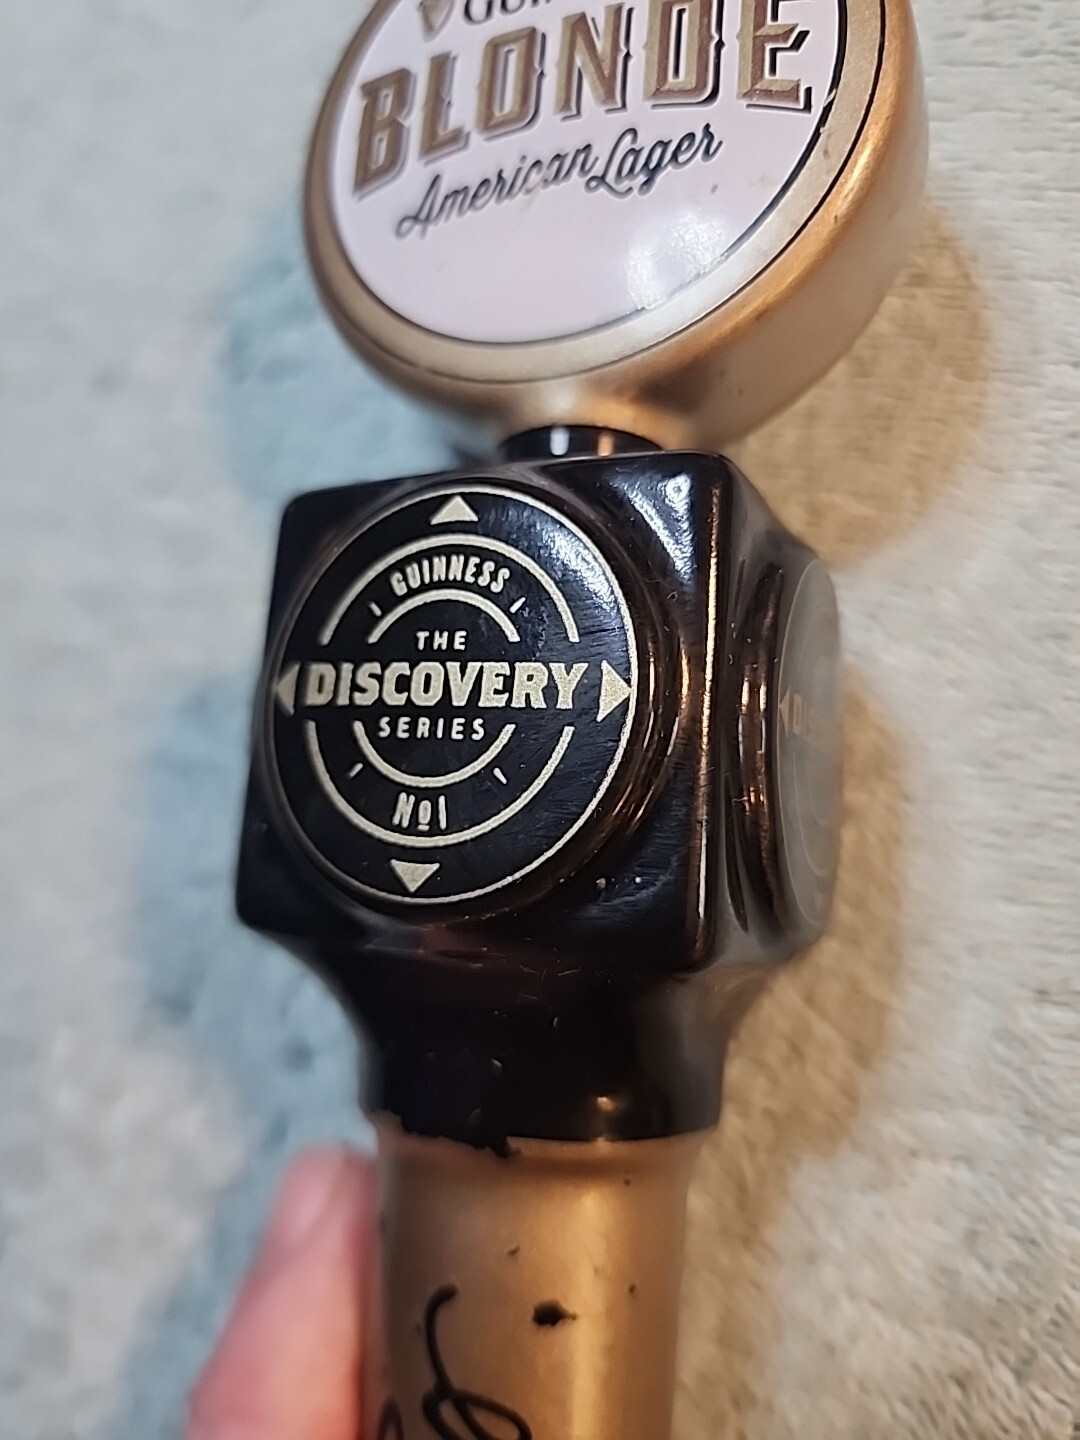 BLONDE
American Lager
GUINNESS
THE
DISCOVERY
SERIES
No1